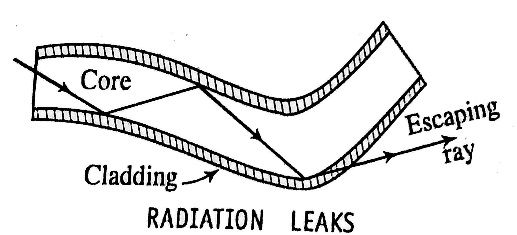 Core
Escaping
ray
Cladding
RADIATION LEAKS